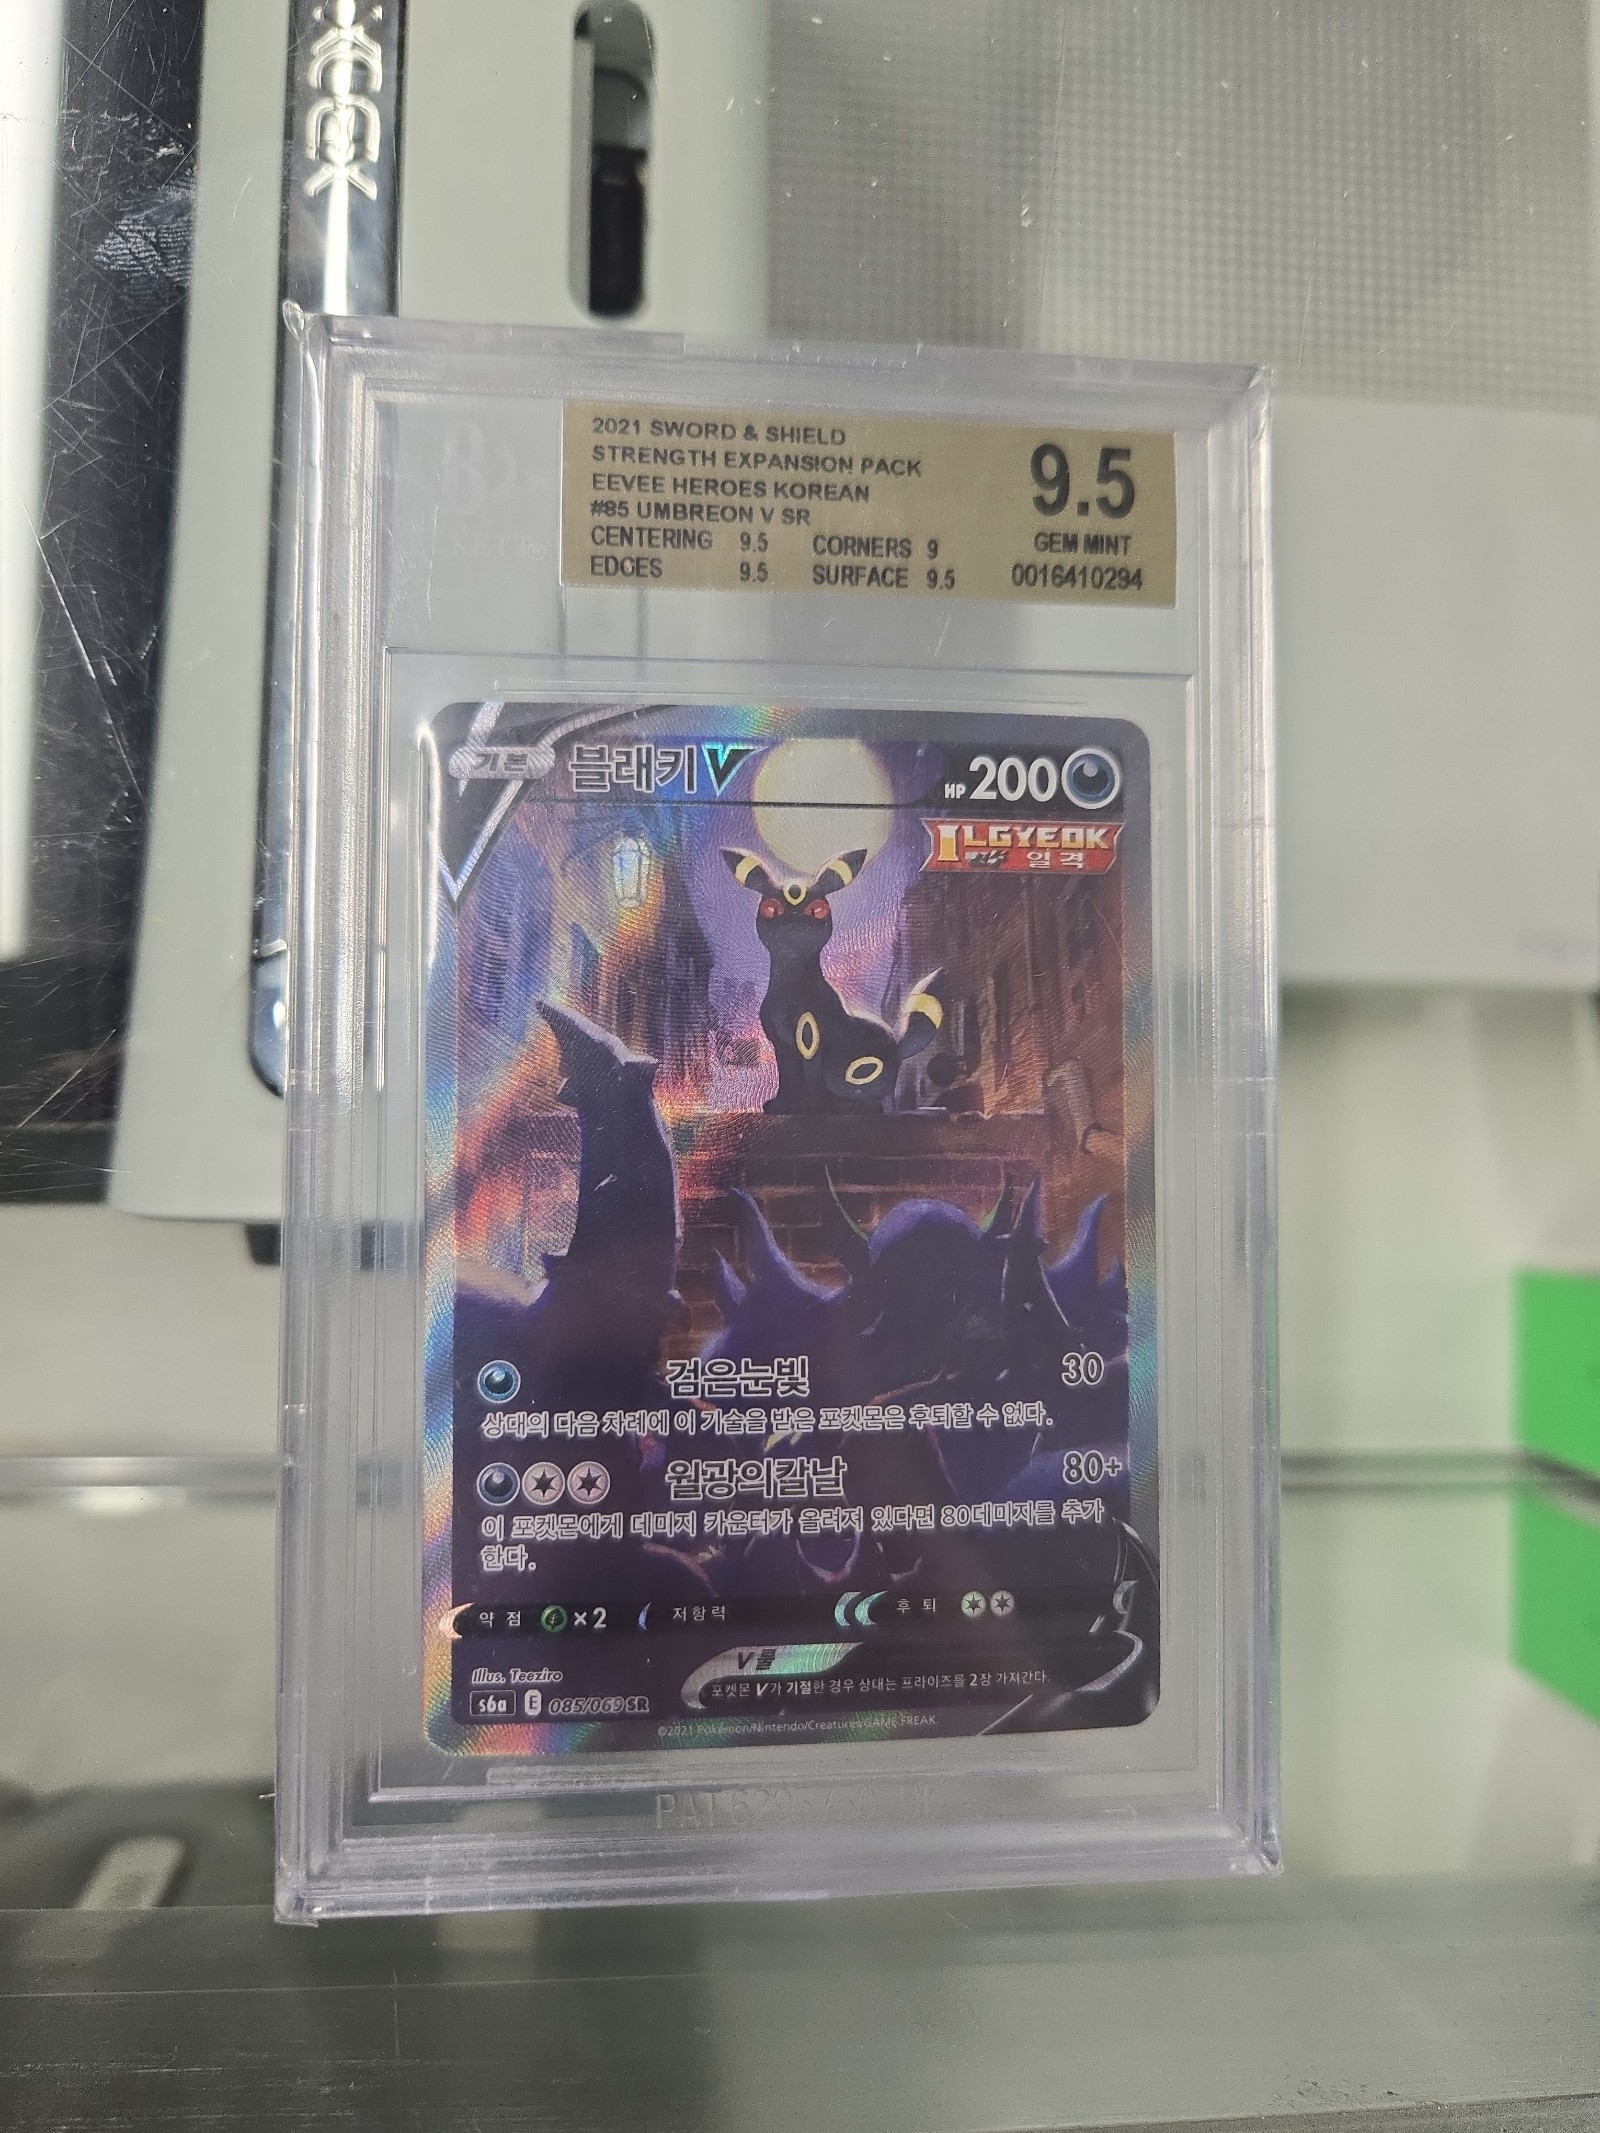 2021 SWORD & SHIELD
STRENGTH EXPANSION PACK
EEVEE HEROES KOREAN
#85 UMBREON V SR
CENTERING 9.5 CORNERS 9
EDGES 9.5 SURFACE 9.5
9.5
GEM MINT
0016410294
기본 블래키 V HP 200
ILGYEOK
일격
검은눈빛 30
상대의 다음 차례에 이 기술을 받은 포켓몬은 후퇴할 수 없다.
월광의칼날 80+
이 포켓몬에게 데미지 카운터가 올려져 있다면 80데미지를 추가
한다.
약점 ×2 저항력 후퇴
V룰
포켓몬 V가 기절한 경우 상대는 프라이즈를 2장 가져간다.
Illus. Teeziro
s6a E 085/069 SR
©2021 Pokémon/Nintendo/Creatures/GAME FREAK